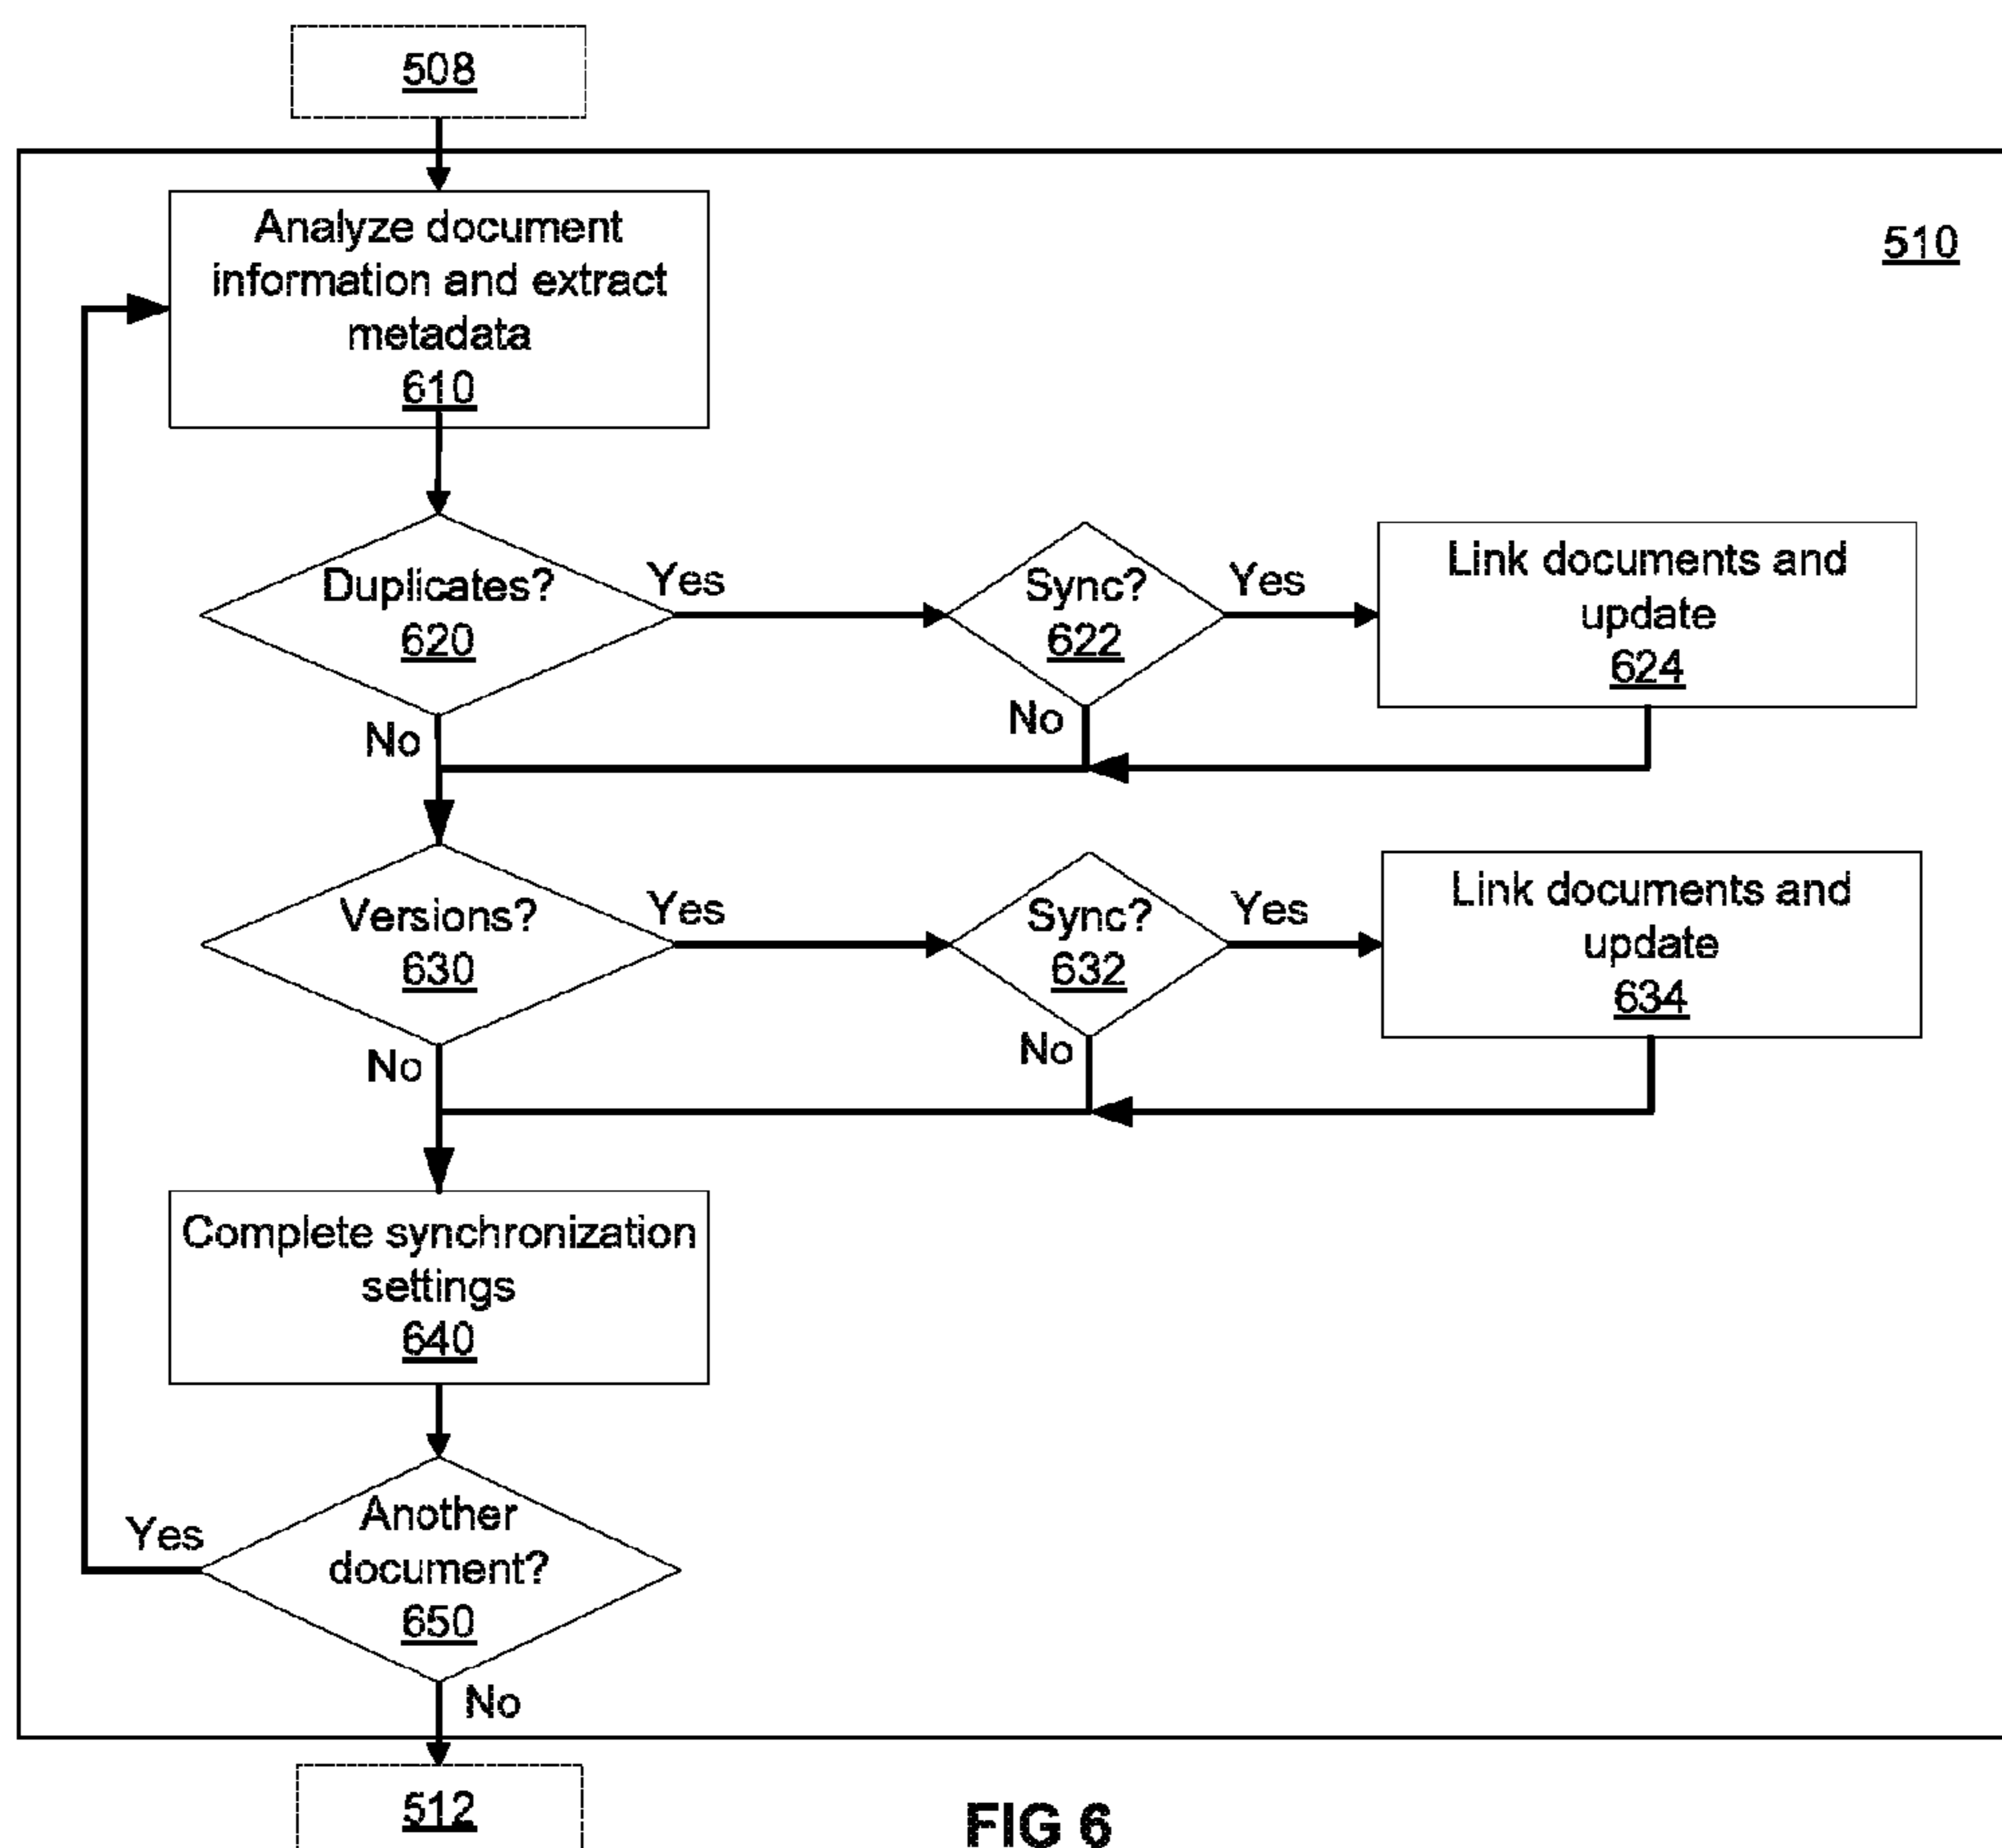 508
510
Analyze document
information and extract
metadata
610
Duplicates?
620
Yes
Sync?
622
Yes
Link documents and
update
624
No
No
Versions?
630
Yes
Sync?
632
Yes
Link documents and
update
634
No
No
Complete synchronization
settings
640
Another
document?
650
Yes
No
512
FIG 6